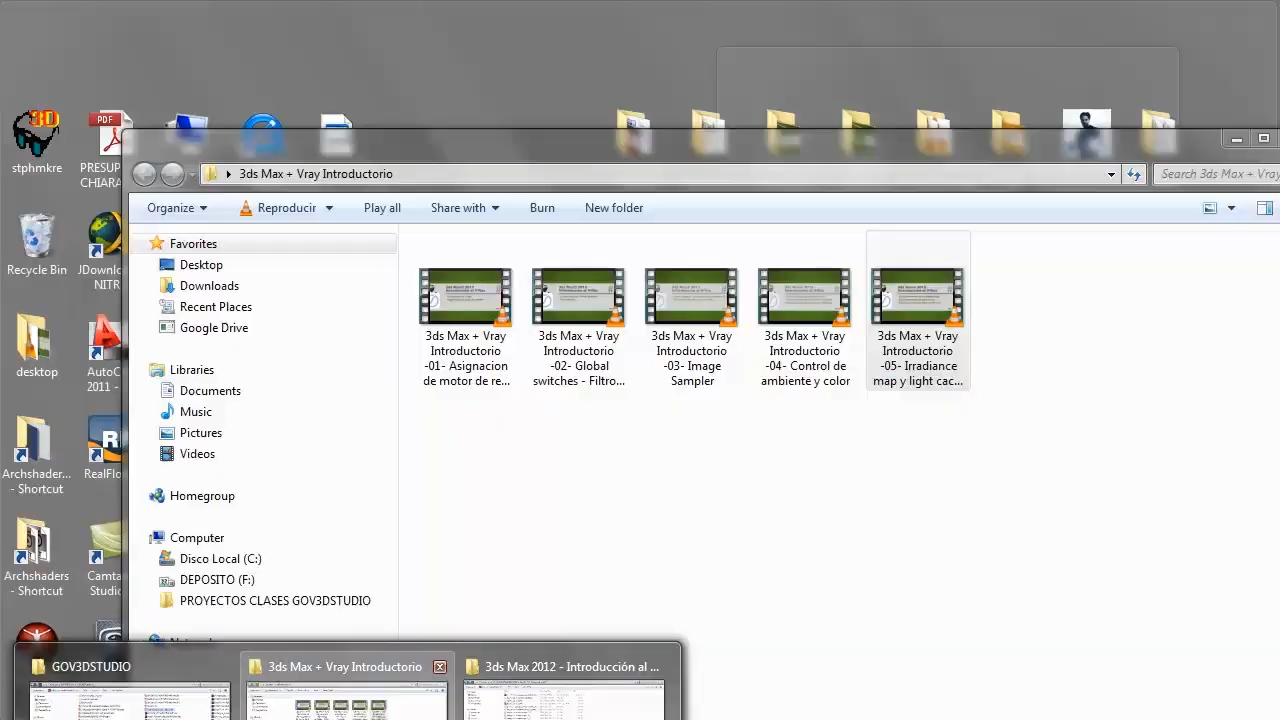 3D
PDF
stphmkre
PRESUP
CHIARA
3ds Max + Vray Introductorio
Search 3ds Max + Vray
Organize
Reproducir
Play all
Share with
Burn
New folder
Recycle Bin
JDownlo
NITR
Favorites
Desktop
Downloads
Recent Places
Google Drive
desktop
AutoC
2011 -
Libraries
Documents
Music
Pictures
Videos
3ds Max + Vray
Introductorio
-01- Asignacion
de motor de re...
3ds Max + Vray
Introductorio
-02- Global
switches - Filtro...
3ds Max + Vray
Introductorio
-03- Image
Sampler
3ds Max + Vray
Introductorio
-04- Control de
ambiente y color
3ds Max + Vray
Introductorio
-05- Irradiance
map y light cac...
Archshader...
- Shortcut
RealFlo
Homegroup
Computer
Disco Local (C:)
DEPOSITO (F:)
PROYECTOS CLASES GOV3DSTUDIO
Archshaders
- Shortcut
Camta
Studio
GOV3DSTUDIO
3ds Max + Vray Introductorio
3ds Max 2012 - Introducción al ...